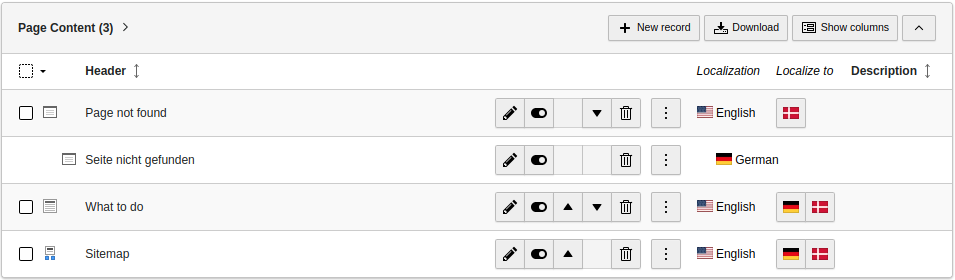 Page Content (3) New record Download Show columns
Header Localization Localize to Description
Page not found English
Seite nicht gefunden German
What to do English
Sitemap English